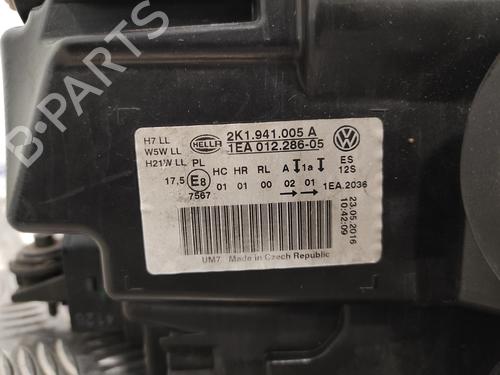 H7 LL
W5W LL
H21W LL PL
HELLA
2K1.941.005 A
1EA 012.286-05
17,5 E8 HC HR RL A 1a
7567 01 01 00 02 01
ES
12S
1EA.2036
23.05.2016
10:42:09
UM7 Made in Czech Republic